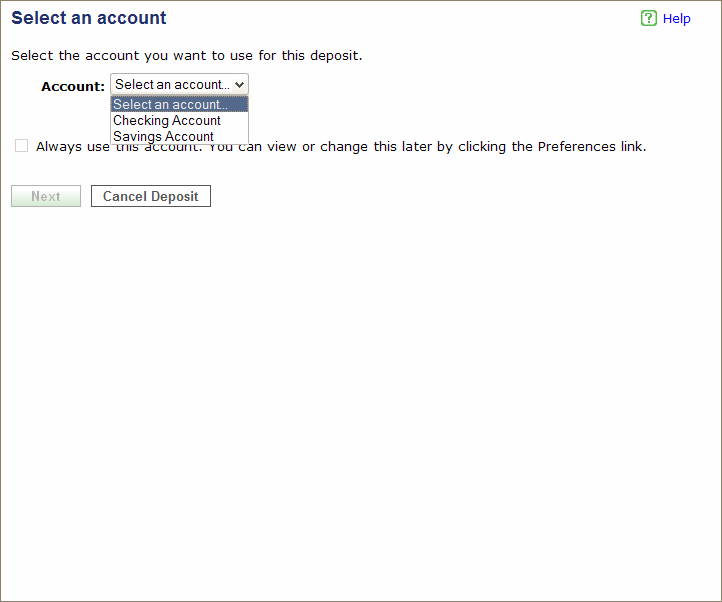 Select an account
Help
Select the account you want to use for this deposit.
Account: Select an account...
Select an account...
Checking Account
Savings Account
Always use this account. You can view or change this later by clicking the Preferences link.
Next Cancel Deposit